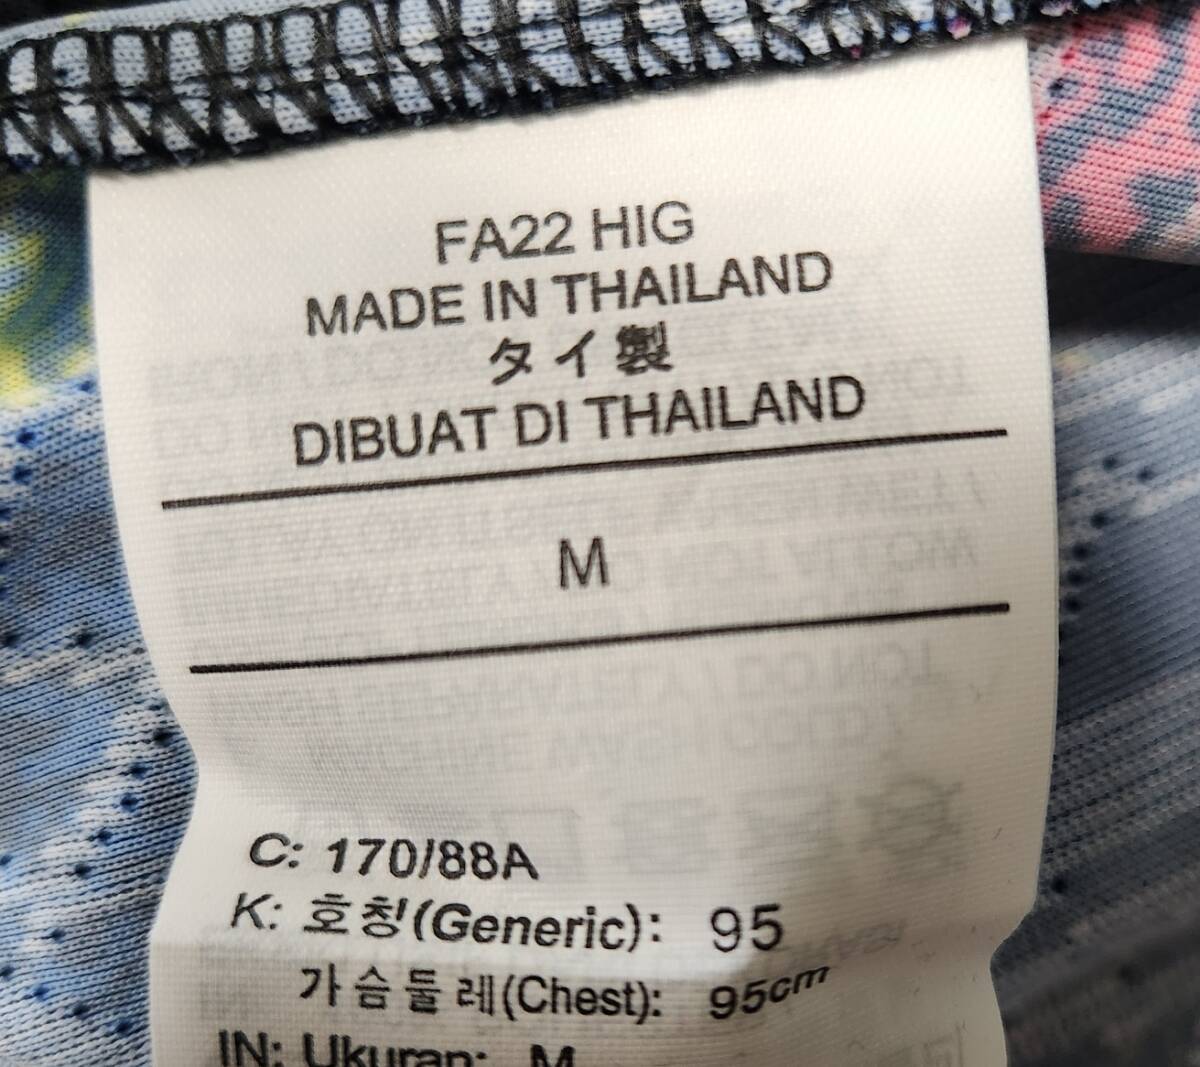 FA22 HIG
MADE IN THAILAND
タイ製
DIBUAT DI THAILAND
M
C: 170/88A
K: 호칭(Generic): 95
가슴둘레(Chest): 95cm
IN: Ukuran: M